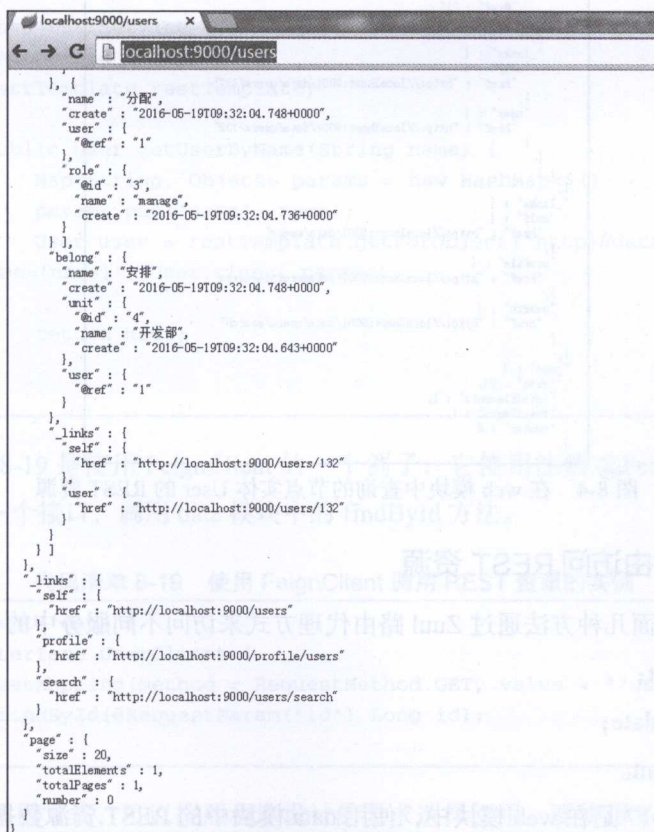 localhost:9000/users
localhost:9000/users
}, {
"name" : "分配",
"create" : "2016-05-19T09:32:04.748+0000",
"user" : {
"@ref" : "1"
},
"role" : {
"@id" : "3",
"name" : "manage",
"create" : "2016-05-19T09:32:04.736+0000"
}
} ],
"belong" : {
"name" : "安排",
"create" : "2016-05-19T09:32:04.748+0000",
"unit" : {
"@id" : "4",
"name" : "开发部",
"create" : "2016-05-19T09:32:04.643+0000"
},
"user" : {
"@ref" : "1"
}
},
"_links" : {
"self" : {
"href" : "http://localhost:9000/users/132"
},
"user" : {
"href" : "http://localhost:9000/users/132"
}
}
} ]
},
"_links" : {
"self" : {
"href" : "http://localhost:9000/users"
},
"profile" : {
"href" : "http://localhost:9000/profile/users"
},
"search" : {
"href" : "http://localhost:9000/users/search"
}
},
"page" : {
"size" : 20,
"totalElements" : 1,
"totalPages" : 1,
"number" : 0
}
}